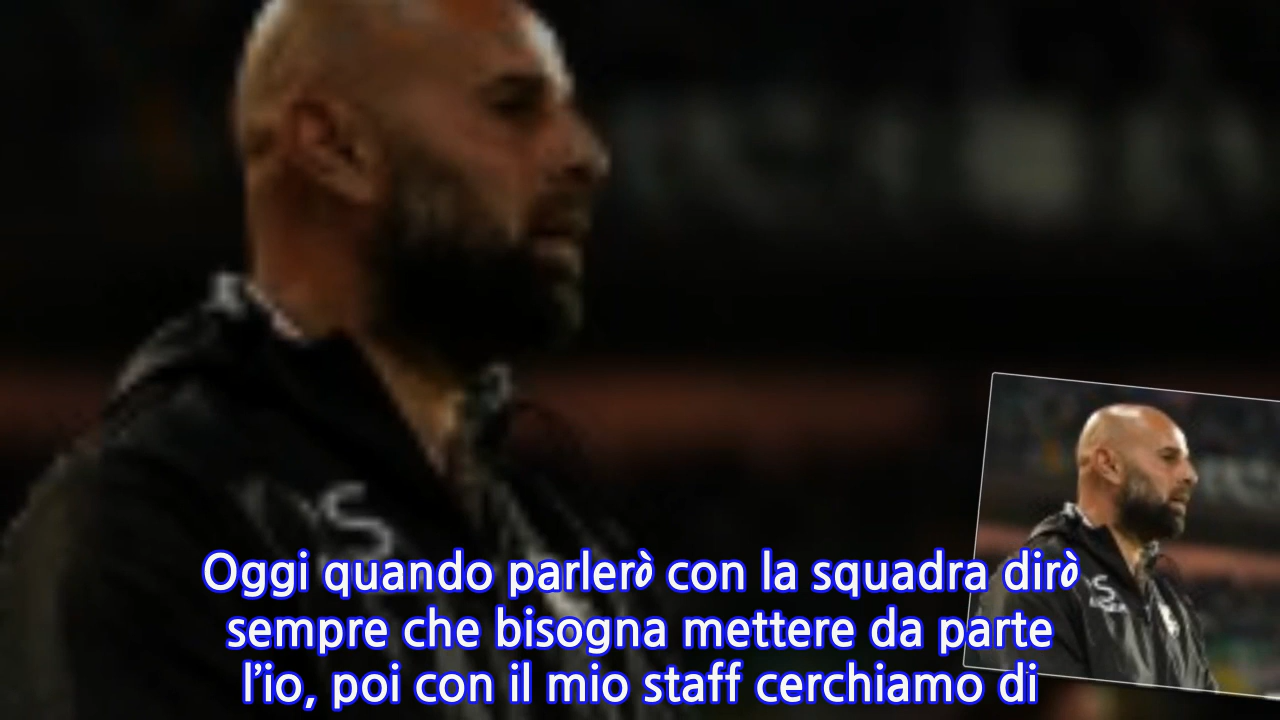 Oggi quando parlerò con la squadra dirò
sempre che bisogna mettere da parte
l'io, poi con il mio staff cerchiamo di